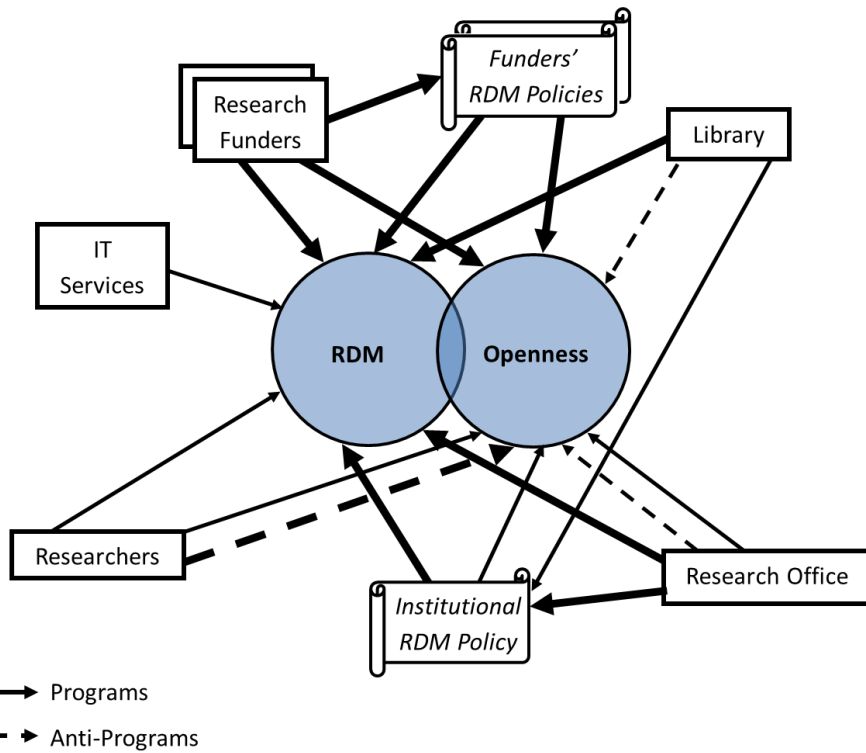 Funders’
RDM Policies
Research
Funders
Library
IT
Services
RDM
Openness
Researchers
Institutional
RDM Policy
Research Office
Programs
Anti-Programs